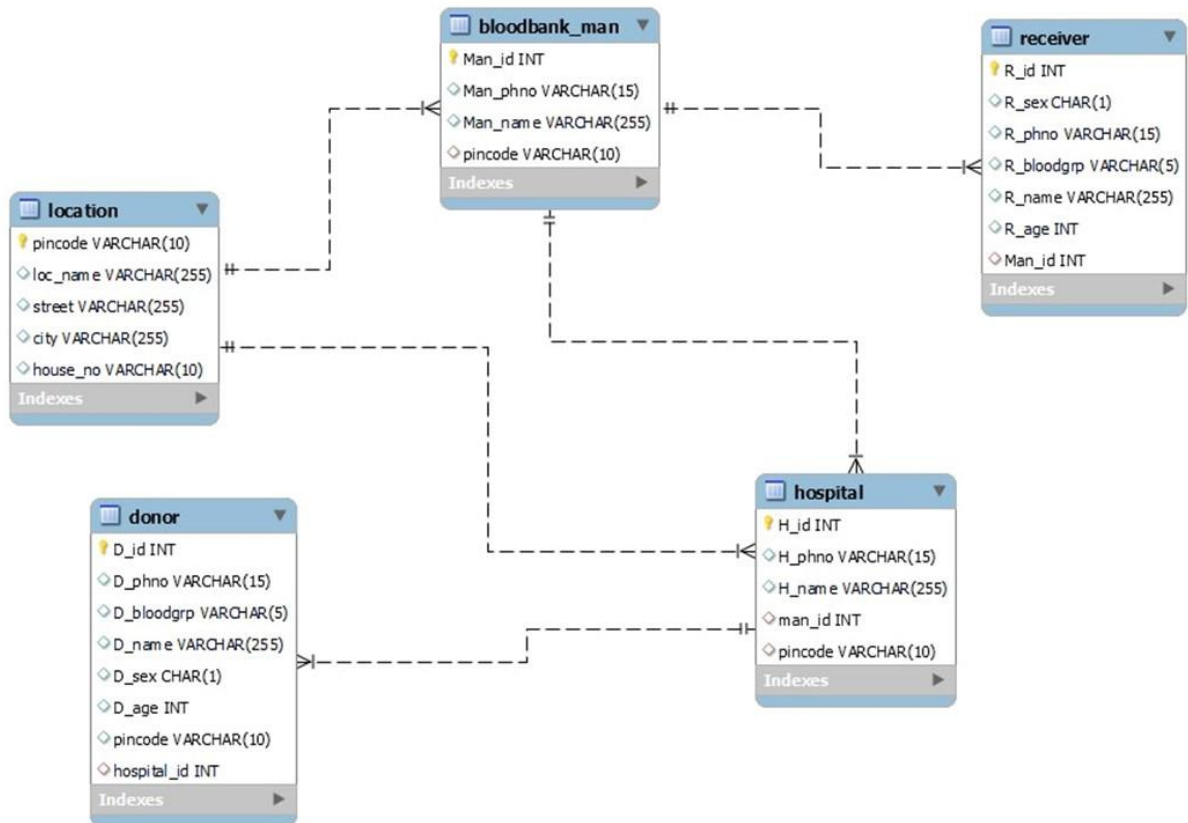 bloodbank_man
Man_id INT
Man_phno VARCHAR(15)
Man_name VARCHAR(255)
pincode VARCHAR(10)
Indexes
receiver
R_id INT
R_sex CHAR(1)
R_phno VARCHAR(15)
R_bloodgrp VARCHAR(5)
R_name VARCHAR(255)
R_age INT
Man_id INT
Indexes
location
pincode VARCHAR(10)
loc_name VARCHAR(255)
street VARCHAR(255)
city VARCHAR(255)
house_no VARCHAR(10)
Indexes
hospital
H_id INT
H_phno VARCHAR(15)
H_name VARCHAR(255)
man_id INT
pincode VARCHAR(10)
Indexes
donor
D_id INT
D_phno VARCHAR(15)
D_bloodgrp VARCHAR(5)
D_name VARCHAR(255)
D_sex CHAR(1)
D_age INT
pincode VARCHAR(10)
hospital_id INT
Indexes